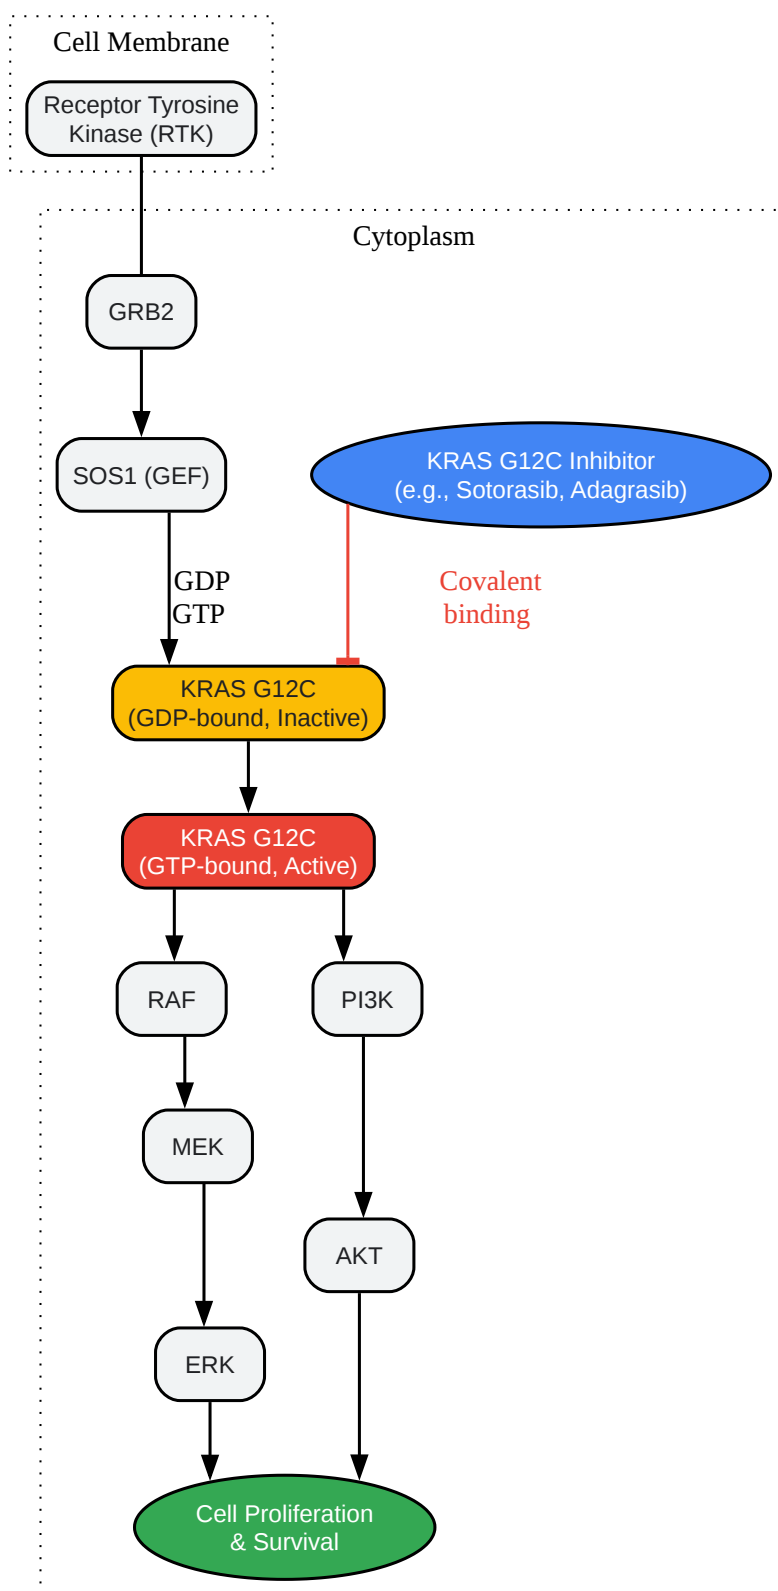 Cell Membrane
Receptor Tyrosine
Kinase (RTK)
Cytoplasm
GRB2
SOS1 (GEF)
KRAS G12C Inhibitor
(e.g., Sotorasib, Adagrasib)
GDP
GTP
Covalent
binding
KRAS G12C
(GDP-bound, Inactive)
KRAS G12C
(GTP-bound, Active)
RAF
PI3K
MEK
AKT
ERK
Cell Proliferation
& Survival